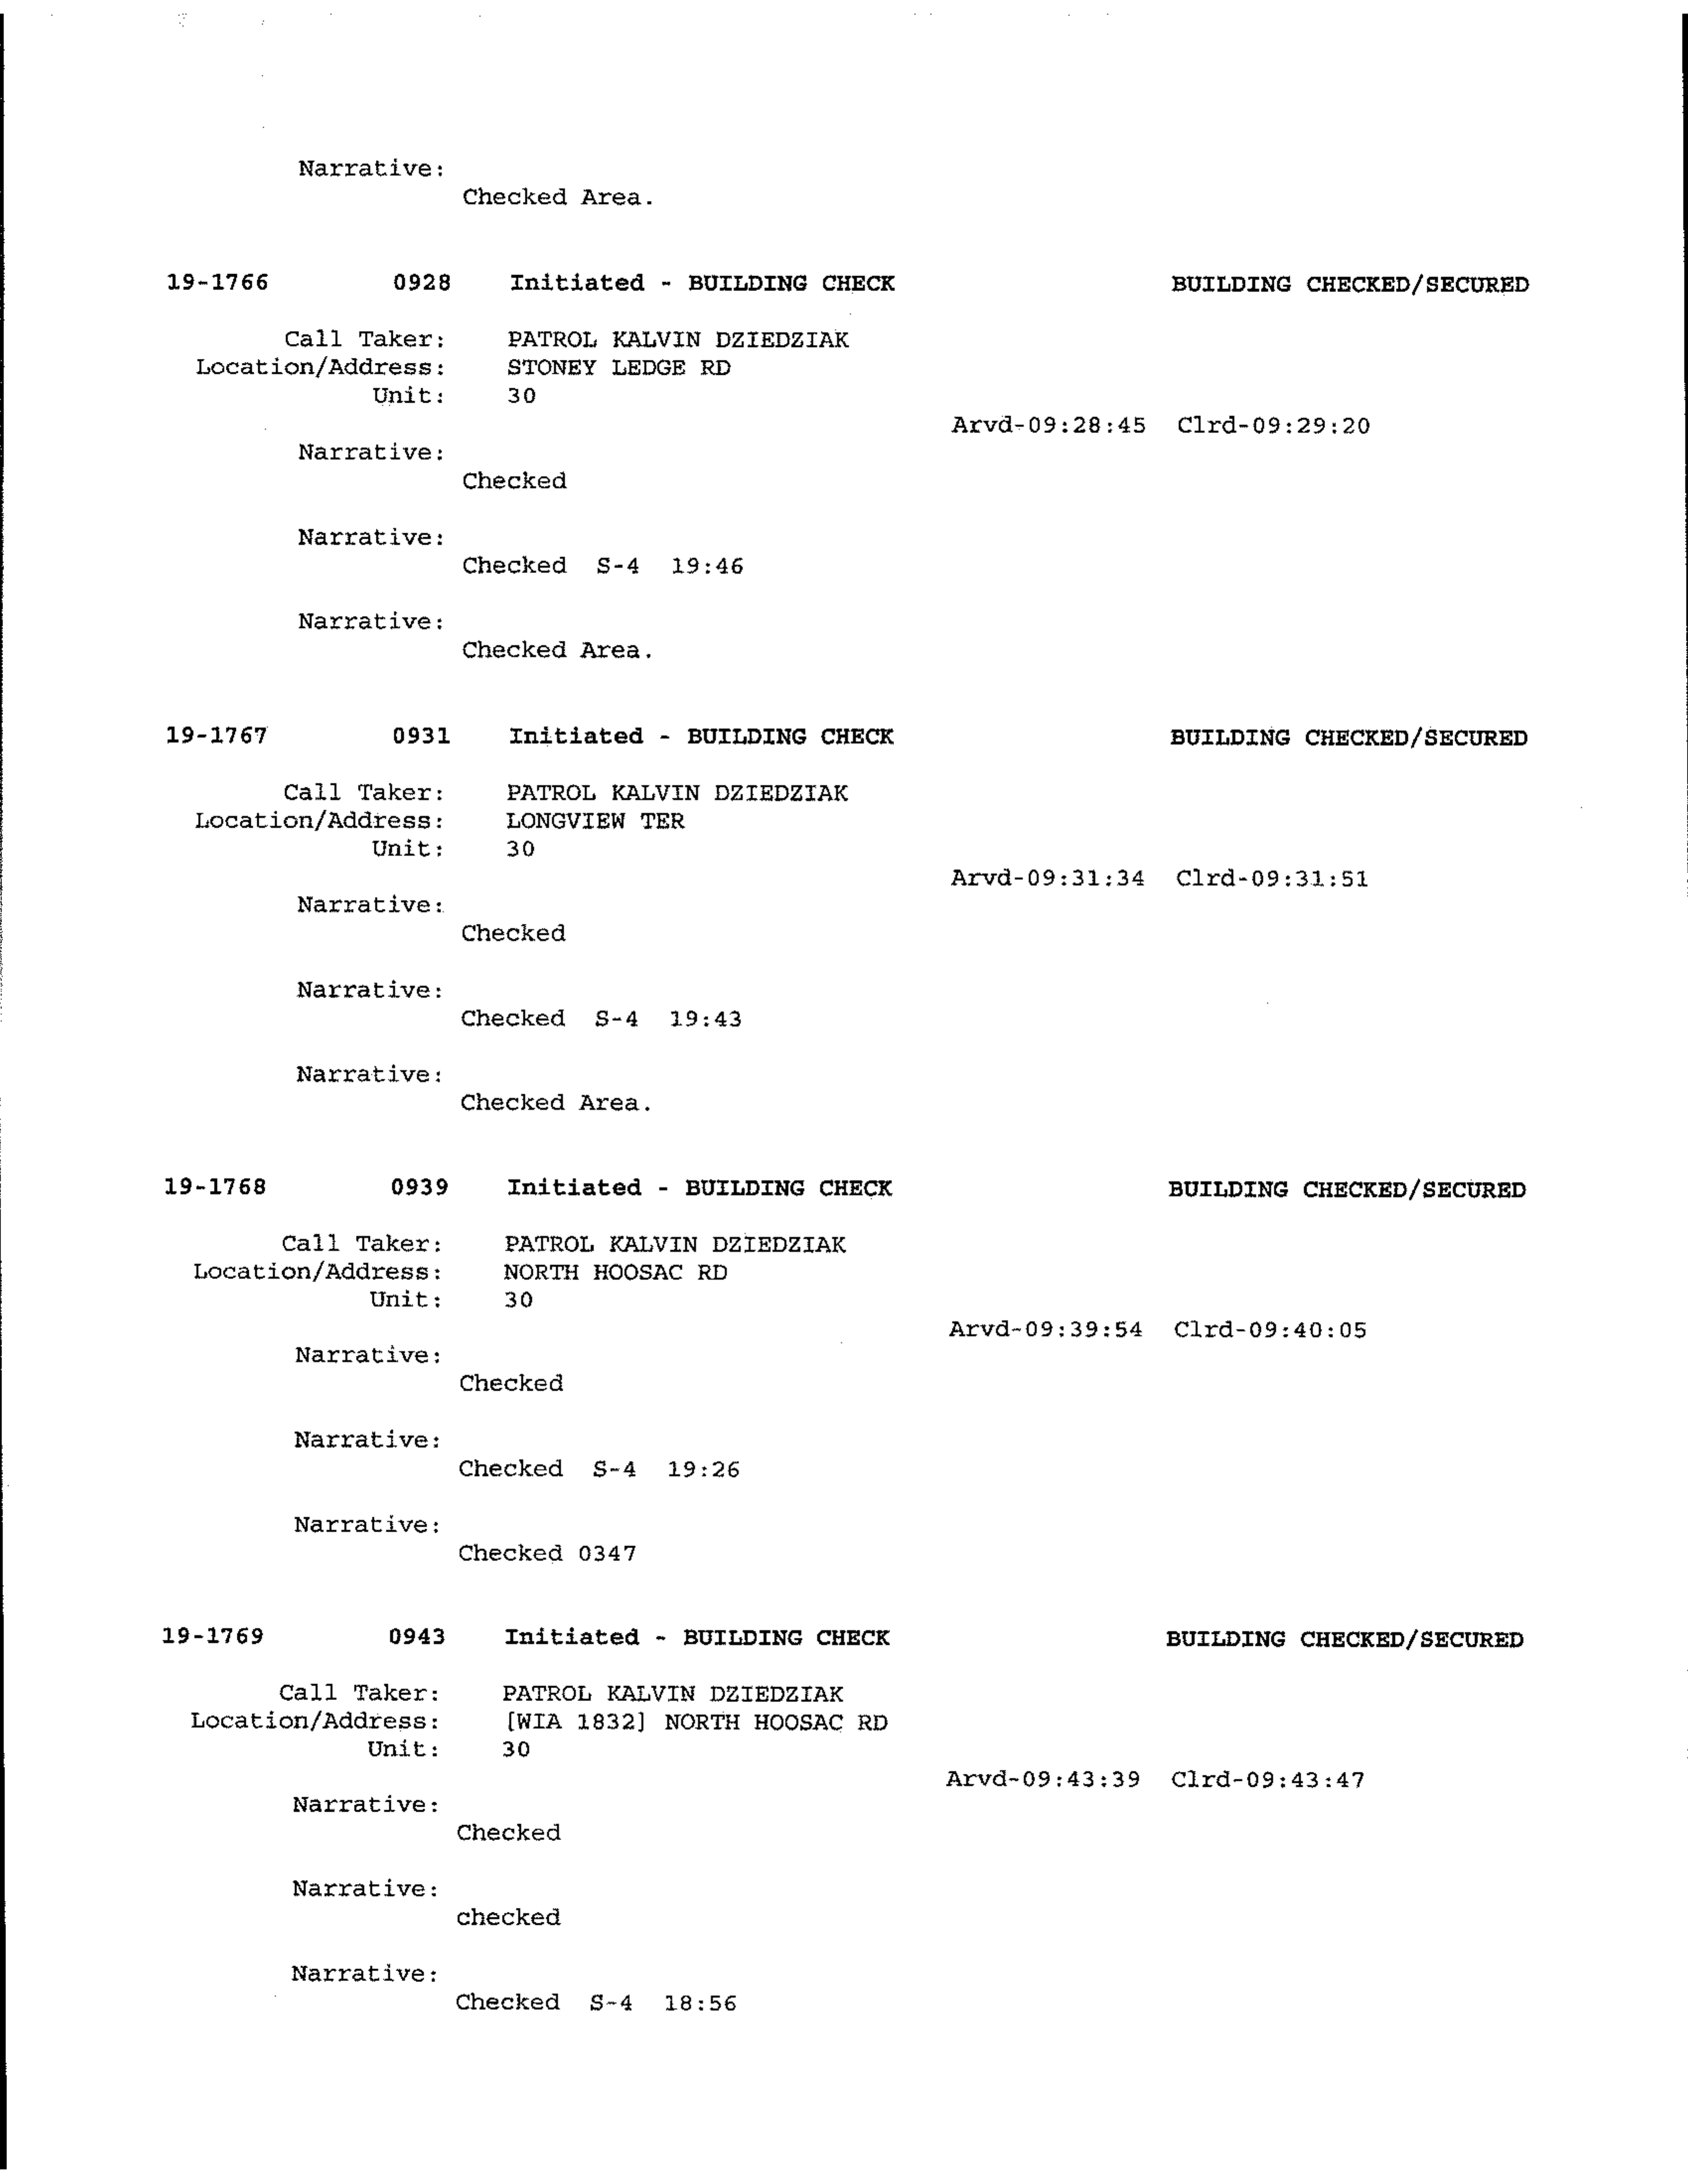 Narrative:
Checked Area.
19-1766 0928 Initiated - BUILDING CHECK BUILDING CHECKED/SECURED
Call Taker: PATROL KALVIN DZIEDZIAK
Location/Address: STONEY LEDGE RD
Unit: 30
Arvd-09:28:45 Clrd-09:29:20
Narrative:
Checked
Narrative:
Checked S-4 19:46
Narrative:
Checked Area.
19-1767 0931 Initiated - BUILDING CHECK BUILDING CHECKED/SECURED
Call Taker: PATROL KALVIN DZIEDZIAK
Location/Address: LONGVIEW TER
Unit: 30
Arvd-09:31:34 Clrd-09:31:51
Narrative:
Checked
Narrative:
Checked S-4 19:43
Narrative:
Checked Area.
19-1768 0939 Initiated - BUILDING CHECK BUILDING CHECKED/SECURED
Call Taker: PATROL KALVIN DZIEDZIAK
Location/Address: NORTH HOOSAC RD
Unit: 30
Arvd-09:39:54 Clrd-09:40:05
Narrative:
Checked
Narrative:
Checked S-4 19:26
Narrative:
Checked 0347
19-1769 0943 Initiated - BUILDING CHECK BUILDING CHECKED/SECURED
Call Taker: PATROL KALVIN DZIEDZIAK
Location/Address: [WIA 1832] NORTH HOOSAC RD
Unit: 30
Arvd-09:43:39 Clrd-09:43:47
Narrative:
Checked
Narrative:
checked
Narrative:
Checked S-4 18:56